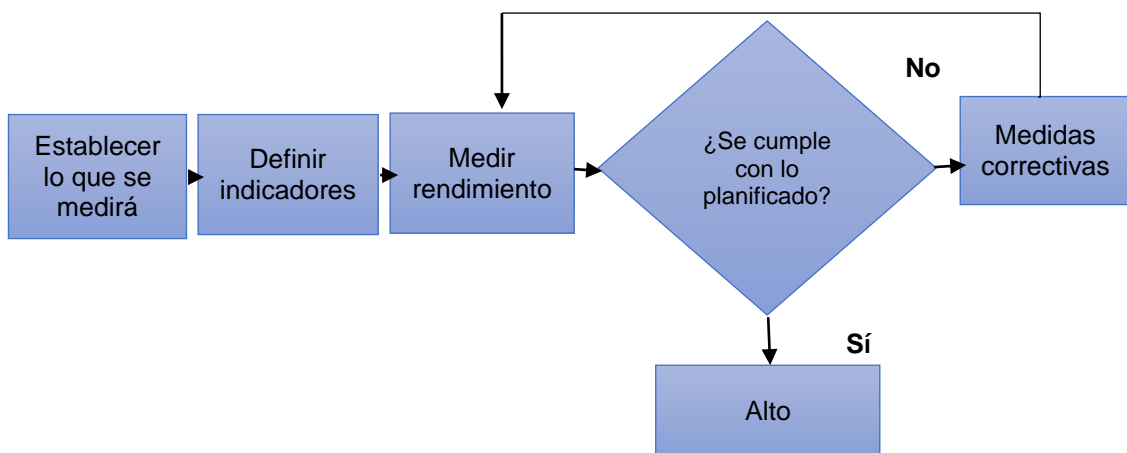 Establecer
lo que se
medirá
Definir
indicadores
Medir
rendimiento
¿Se cumple
con lo
planificado?
No
Medidas
correctivas
Sí
Alto